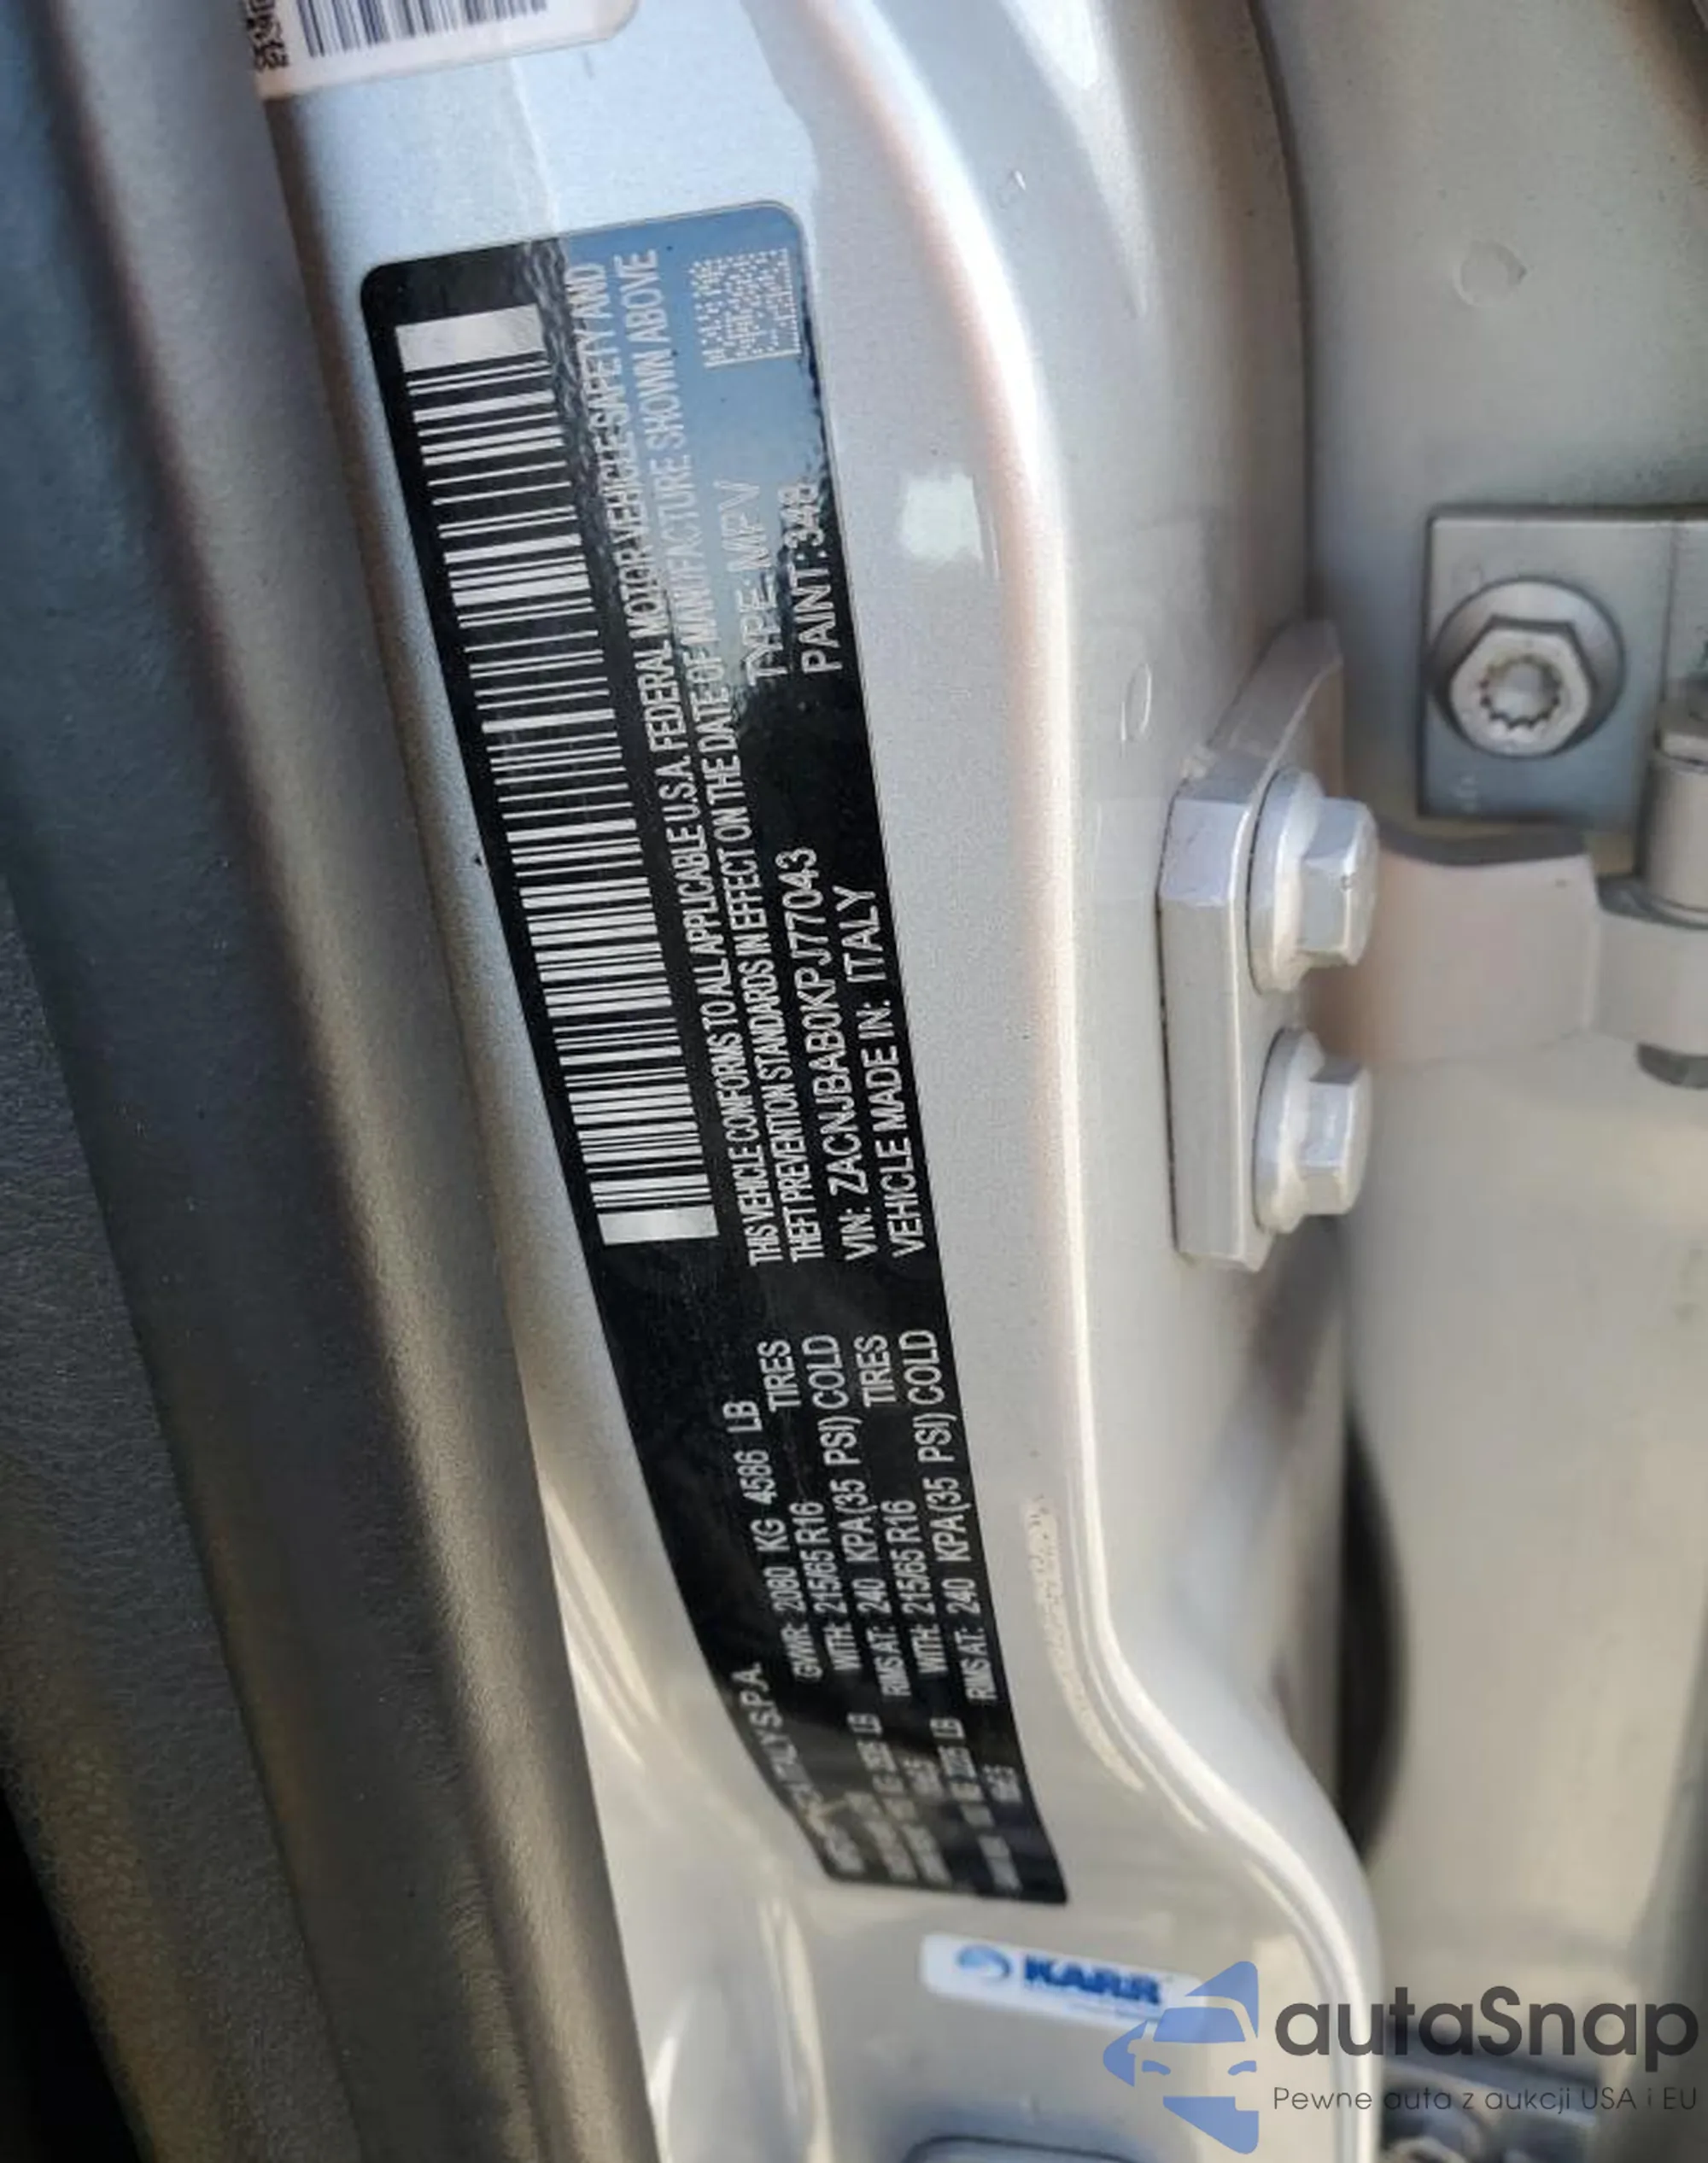 S.P.A.
GVWR: 2080 KG 4586 LB
WITH: 215/65 R16 TIRES
RIMS AT: 240 KPA (35 PSI) COLD
WITH: 215/65 R16 TIRES
RIMS AT: 240 KPA (35 PSI) COLD
THIS VEHICLE CONFORMS TO ALL APPLICABLE U.S.A. FEDERAL MOTOR VEHICLE SAFETY AND
THEFT PREVENTION STANDARDS IN EFFECT ON THE DATE OF MANUFACTURE SHOWN ABOVE
VIN: ZACNJBAB0KPJ77043 TYPE: MPV
VEHICLE MADE IN: ITALY PAINT: 348
KARR
autaSnap
Pewne auta z aukcji USA i EU